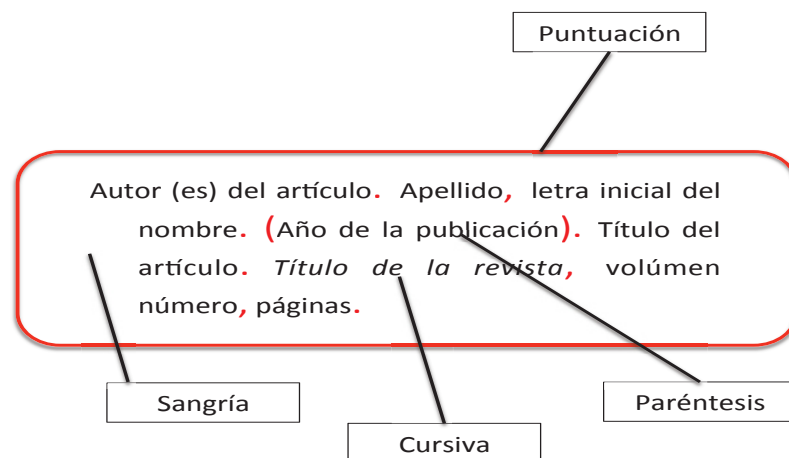 Puntuación
Autor (es) del artículo. Apellido, letra inicial del
nombre. (Año de la publicación). Título del
artículo. Título de la revista, volúmen
número, páginas.
Sangría
Paréntesis
Cursiva